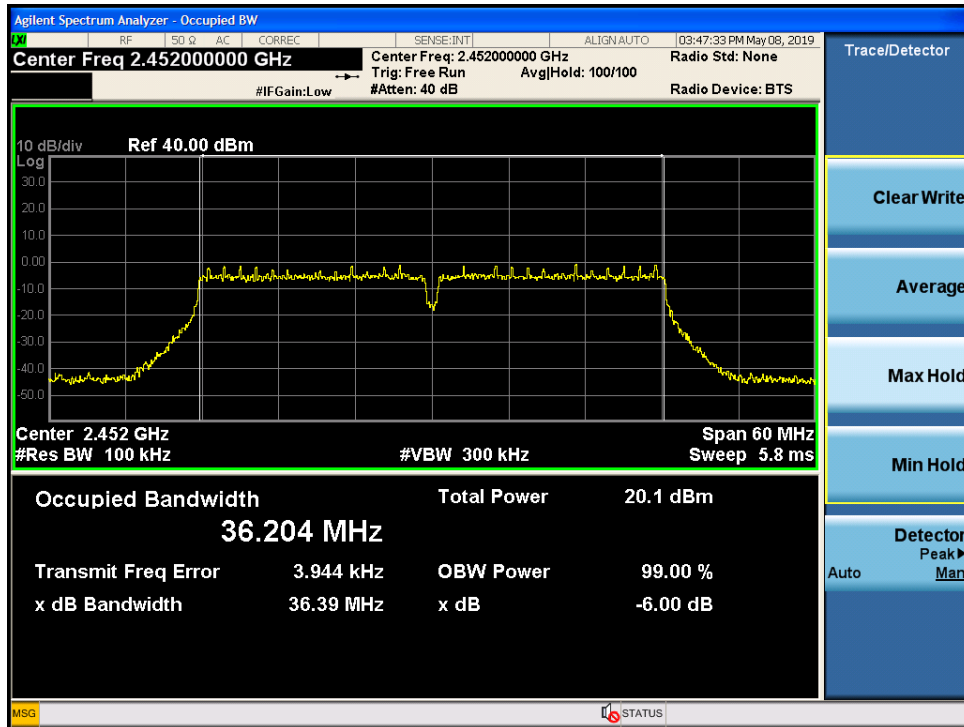 Agilent Spectrum Analyzer - Occupied BW
LXI RF 50 Ω AC CORREC SENSE:INT ALIGN AUTO 03:47:33 PM May 08, 2019
Center Freq 2.452000000 GHz
Center Freq: 2.452000000 GHz
Radio Std: None
Trig: Free Run Avg|Hold: 100/100
#IFGain:Low
#Atten: 40 dB
Radio Device: BTS
Trace/Detector
10 dB/div Ref 40.00 dBm
Log
30.0
20.0
10.0
0.00
-10.0
-20.0
-30.0
-40.0
-50.0
Center 2.452 GHz Span 60 MHz
#Res BW 100 kHz #VBW 300 kHz Sweep 5.8 ms
Occupied Bandwidth Total Power 20.1 dBm
36.204 MHz
Transmit Freq Error 3.944 kHz OBW Power 99.00 %
x dB Bandwidth 36.39 MHz x dB -6.00 dB
Clear Write
Average
Max Hold
Min Hold
Detector
Peak
Auto Man
MSG STATUS